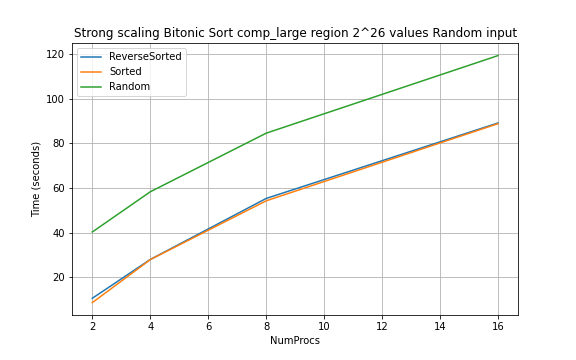 Strong scaling Bitonic Sort comp_large region 2^26 values Random input
ReverseSorted
Sorted
Random
Time (seconds)
120
100
80
60
40
20
2 4 6 8 10 12 14 16
NumProcs